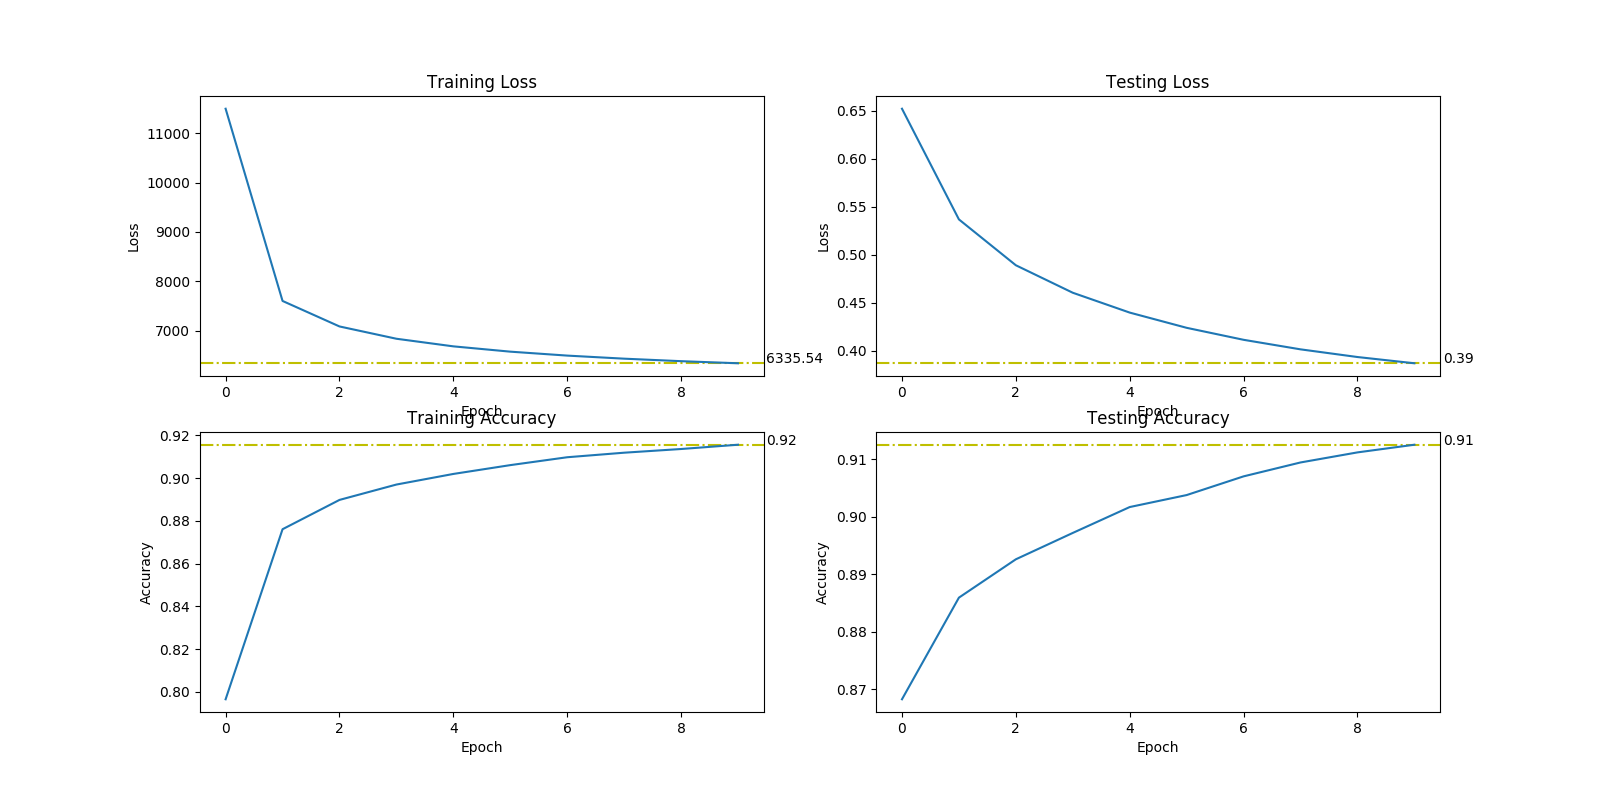 Training Loss
11000
10000
9000
8000
7000
Loss
6335.54
0 2 4 6 8
Epoch
Testing Loss
0.65
0.60
0.55
0.50
0.45
0.40
Loss
0.39
0 2 4 6 8
Epoch
Training Accuracy
0.92
0.90
0.88
0.86
0.84
0.82
0.80
Accuracy
0.92
0 2 4 6 8
Epoch
Testing Accuracy
0.91
0.90
0.89
0.88
0.87
Accuracy
0.91
0 2 4 6 8
Epoch